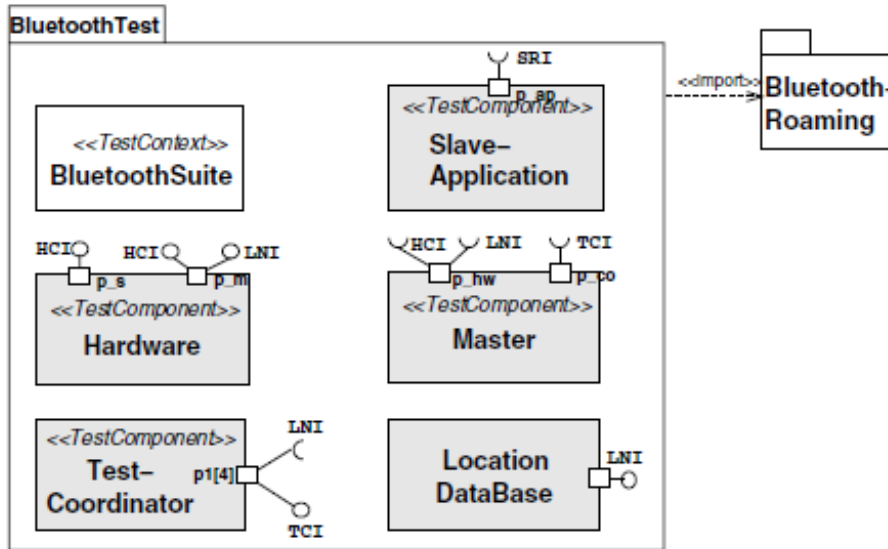 BluetoothTest
SRI
p_ap
<<TestComponent>>
Slave-
Application
<<import>>
Bluetooth-
Roaming
<<TestContext>>
BluetoothSuite
HCI
HCI
LNI
p_s
p_m
<<TestComponent>>
Hardware
HCI
LNI
TCI
p_hw
p_co
<<TestComponent>>
Master
<<TestComponent>>
Test-
Coordinator
p1[4]
LNI
TCI
Location
DataBase
LNI